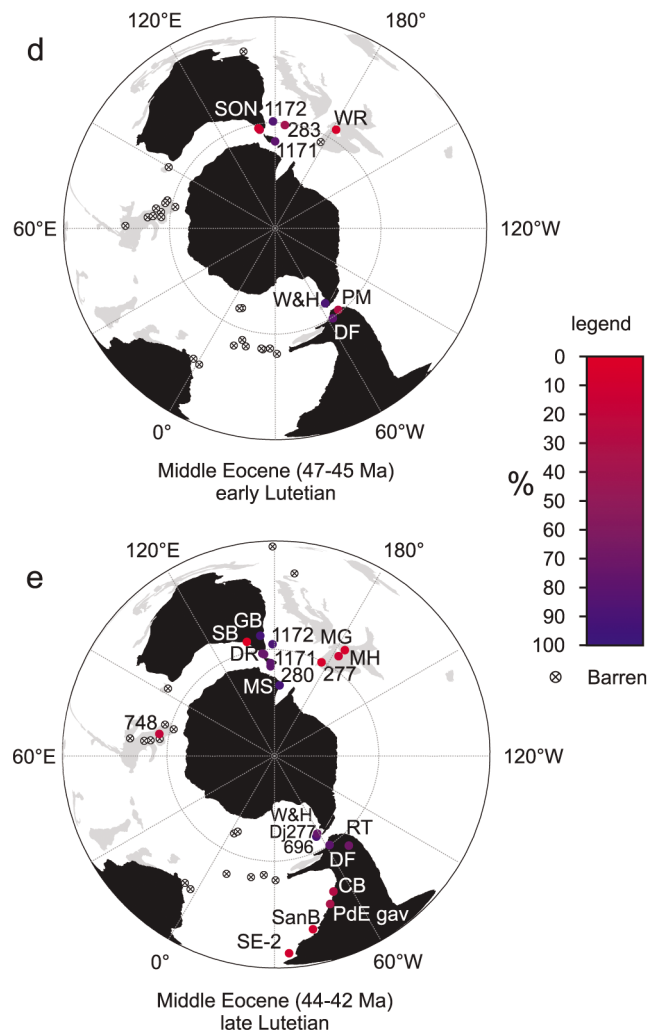 d
120°E
180°
SON
1172
WR
283
1171
60°E
120°W
W&H
PM
DF
0°
60°W
Middle Eocene (47-45 Ma)
early Lutetian
legend
0
10
20
30
40
50
60
70
80
90
100
%
Barren
e
120°E
180°
GB
SB
1172
MG
DR
1171
MH
280
277
MS
748
60°E
120°W
W&H
Dj277
RT
696
DF
CB
PdE gav
SanB
SE-2
0°
60°W
Middle Eocene (44-42 Ma)
late Lutetian